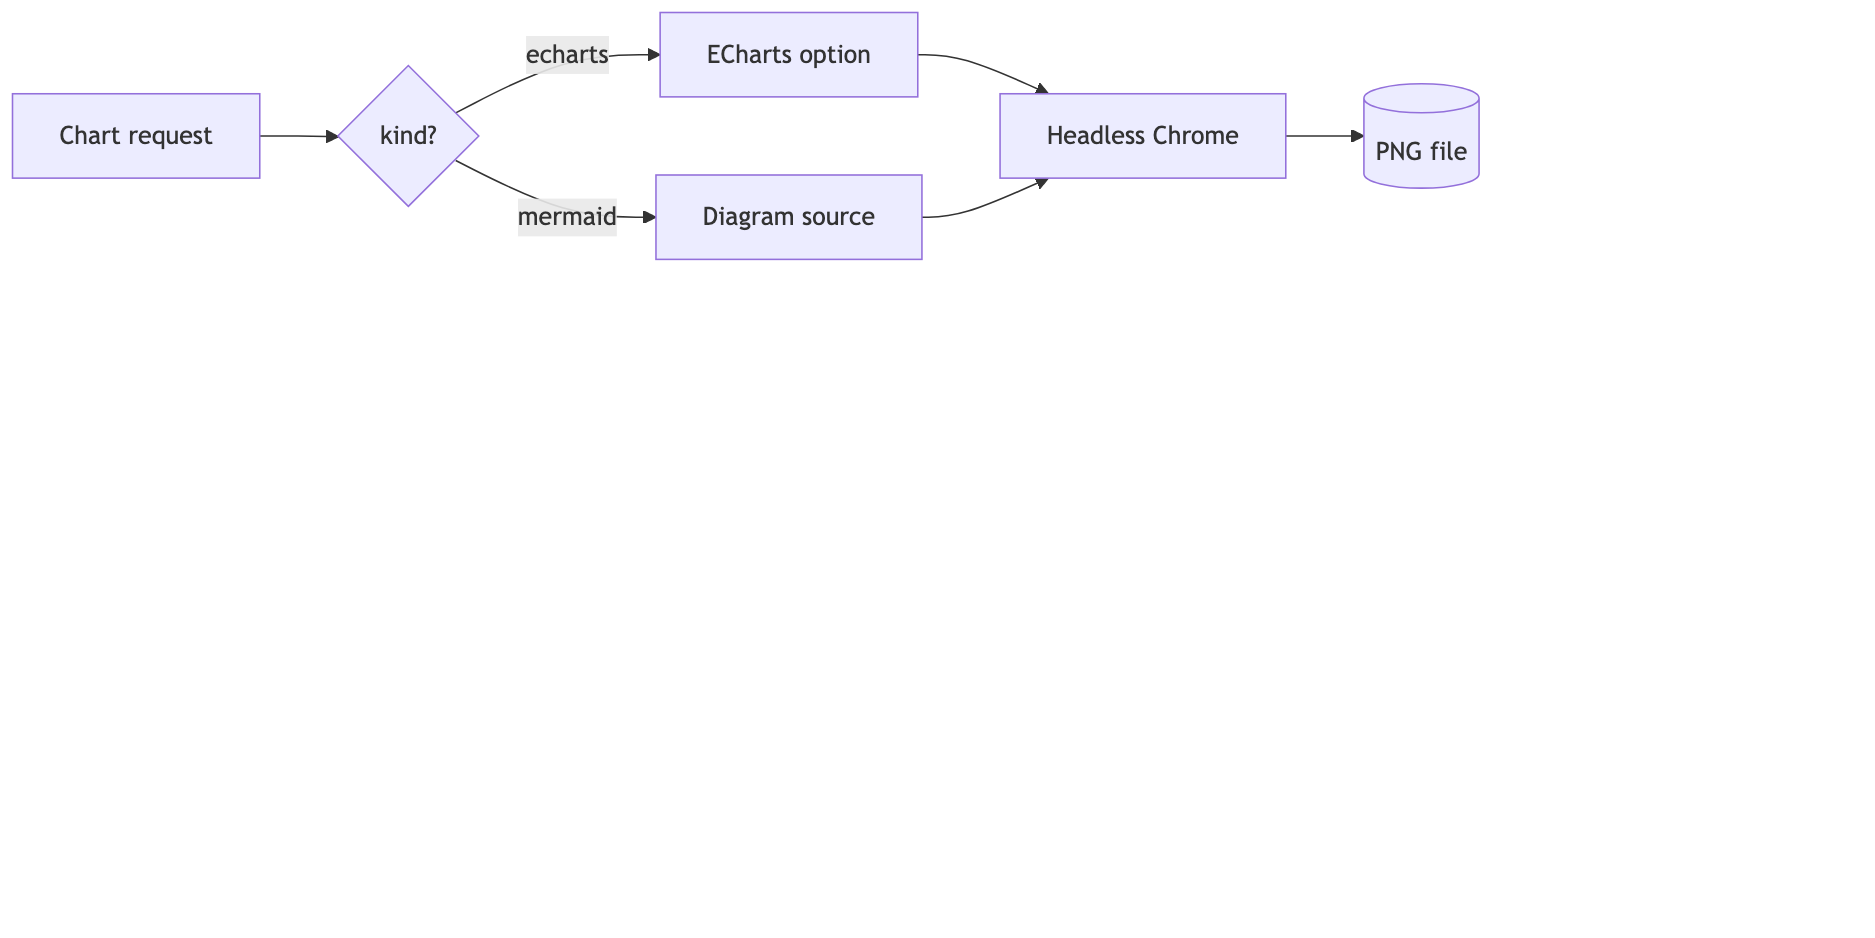 Chart request
kind?
echarts
mermaid
ECharts option
Diagram source
Headless Chrome
PNG file